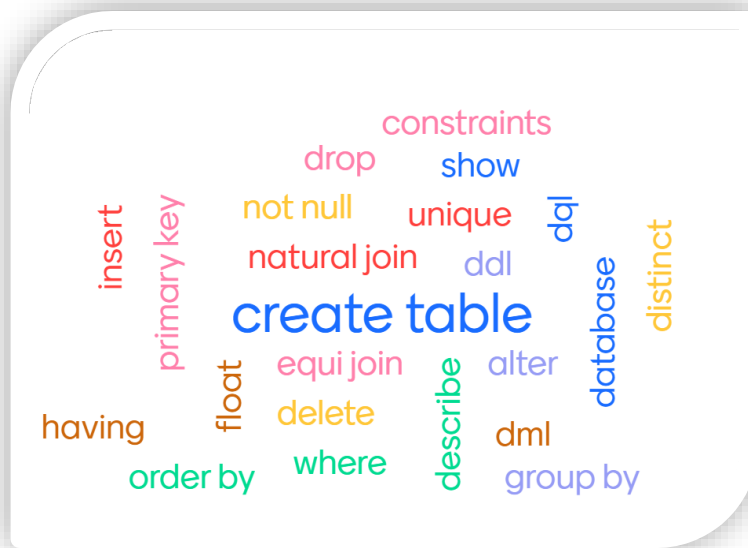 constraints
drop
show
not null
unique
dql
insert
primary key
distinct
natural join
ddl
database
create table
equi join
alter
float
describe
delete
having
dml
where
order by
group by